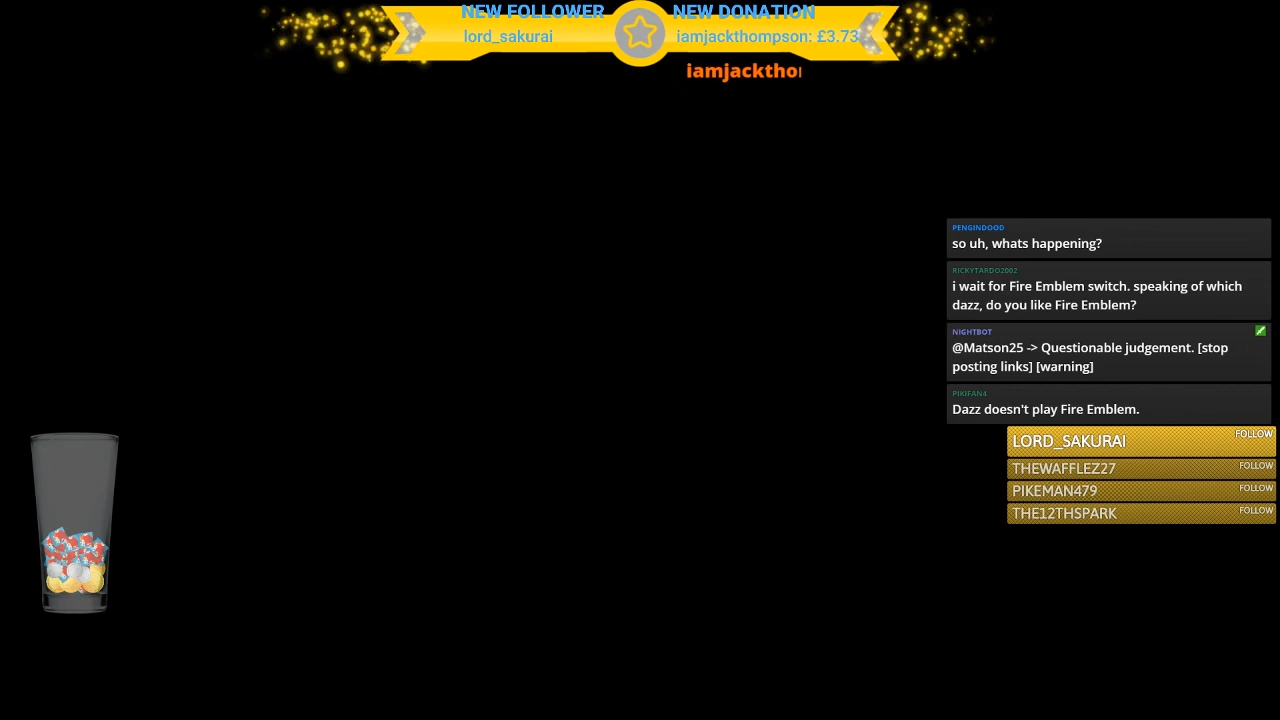 NEW FOLLOWER
lord_sakurai
NEW DONATION
iamjackthompson: £3.73
iamjacktho
PENGINDOOD
so uh, whats happening?
RICKYTARDO2002
i wait for Fire Emblem switch. speaking of which
dazz, do you like Fire Emblem?
NIGHTBOT
@Matson25 -> Questionable judgement. [stop
posting links] [warning]
PIKIFAN4
Dazz doesn't play Fire Emblem.
LORD_SAKURAI FOLLOW
THEWAFFLEZ27 FOLLOW
PIKEMAN479 FOLLOW
THE12THSPARK FOLLOW